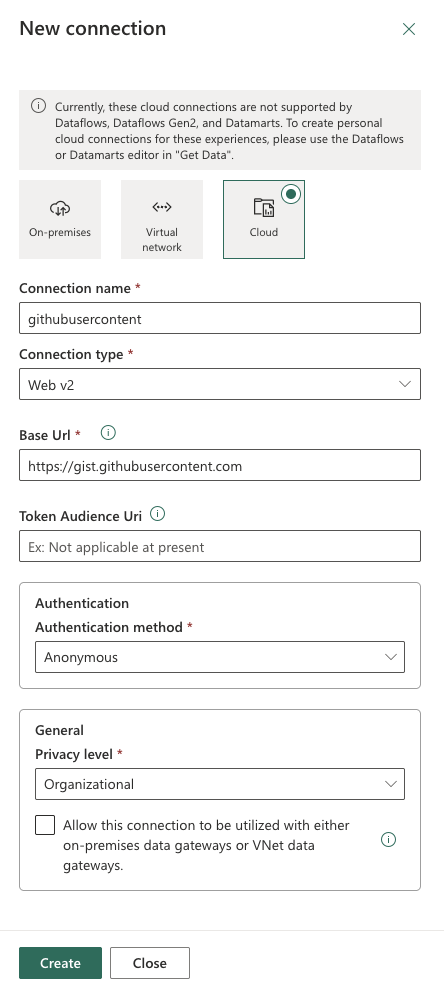 New connection
Currently, these cloud connections are not supported by
Dataflows, Dataflows Gen2, and Datamarts. To create personal
cloud connections for these experiences, please use the Dataflows
or Datamarts editor in "Get Data".
On-premises
Virtual
network
Cloud
Connection name *
githubusercontent
Connection type *
Web v2
Base Url *
https://gist.githubusercontent.com
Token Audience Uri
Ex: Not applicable at present
Authentication
Authentication method *
Anonymous
General
Privacy level *
Organizational
Allow this connection to be utilized with either
on-premises data gateways or VNet data
gateways.
Create
Close